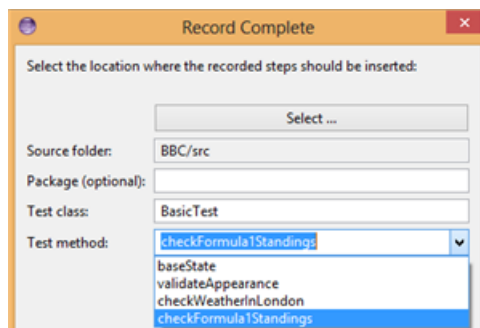 Record Complete
Select the location where the recorded steps should be inserted:
Select ...
Source folder: BBC/src
Package (optional):
Test class: BasicTest
Test method: checkFormula1Standings
baseState
validateAppearance
checkWeatherInLondon
checkFormula1Standings